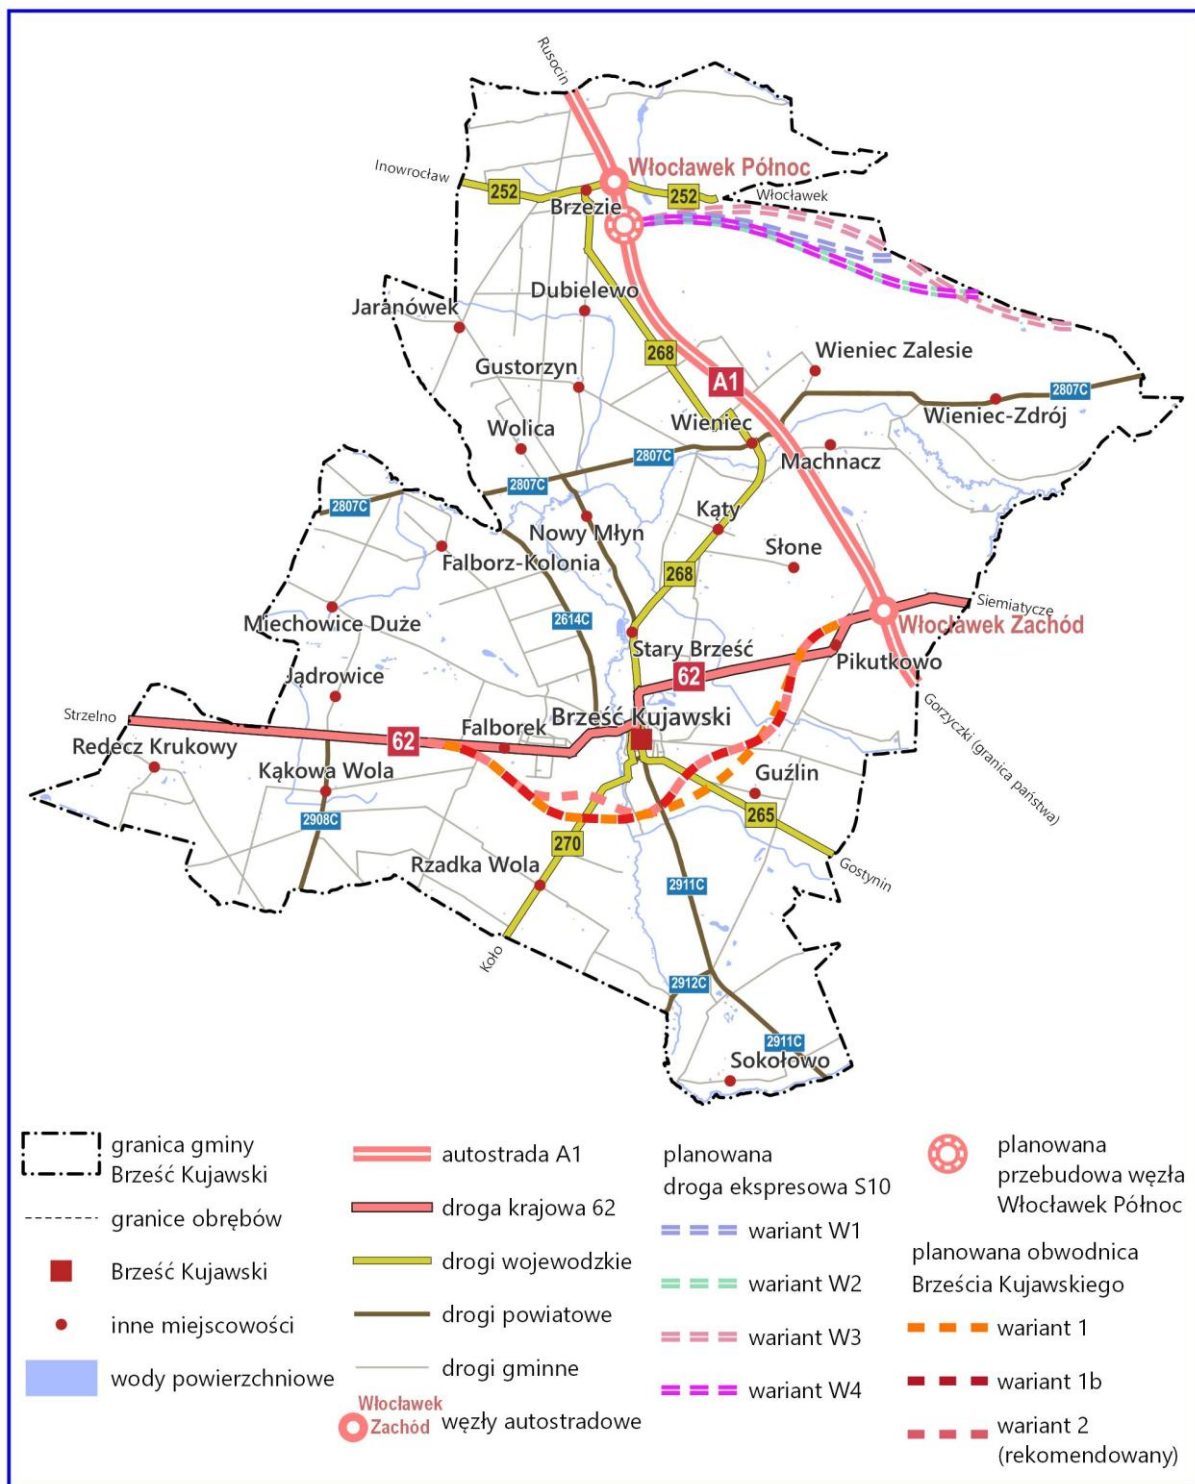 Rusocin
Włocławek Północ
Inowrocław
252
252
Włocławek
Brzezie
Dubielewo
Jaranówek
268
Wieniec Zalesie
Gustorzyn
A1
2807C
Wieniec-Zdrój
Wolica
Wieniec
2807C
Machnacz
2807C
2807C
Kąty
Nowy Młyn
Słone
Falborz-Kolonia
268
Siemiatycze
Miechowice Duże
2614C
Włocławek Zachód
Stary Brześć
Pikutkowo
Jądrowice
62
Strzelno
Brześć Kujawski
Falborek
62
Gorzyczki (granica państwa)
Redecz Krukowy
Kąkowa Wola
Guźlin
2908C
265
270
Rzadka Wola
Gostynin
2911C
Koło
2912C
2911C
Sokołowo
granica gminy
Brześć Kujawski
granice obrębów
Brześć Kujawski
inne miejscowości
wody powierzchniowe
autostrada A1
droga krajowa 62
drogi wojewodzkie
drogi powiatowe
drogi gminne
Włocławek
Zachód
węzły autostradowe
planowana
droga ekspresowa S10
wariant W1
wariant W2
wariant W3
wariant W4
planowana
przebudowa węzła
Włocławek Północ
planowana obwodnica
Brześcia Kujawskiego
wariant 1
wariant 1b
wariant 2
(rekomendowany)